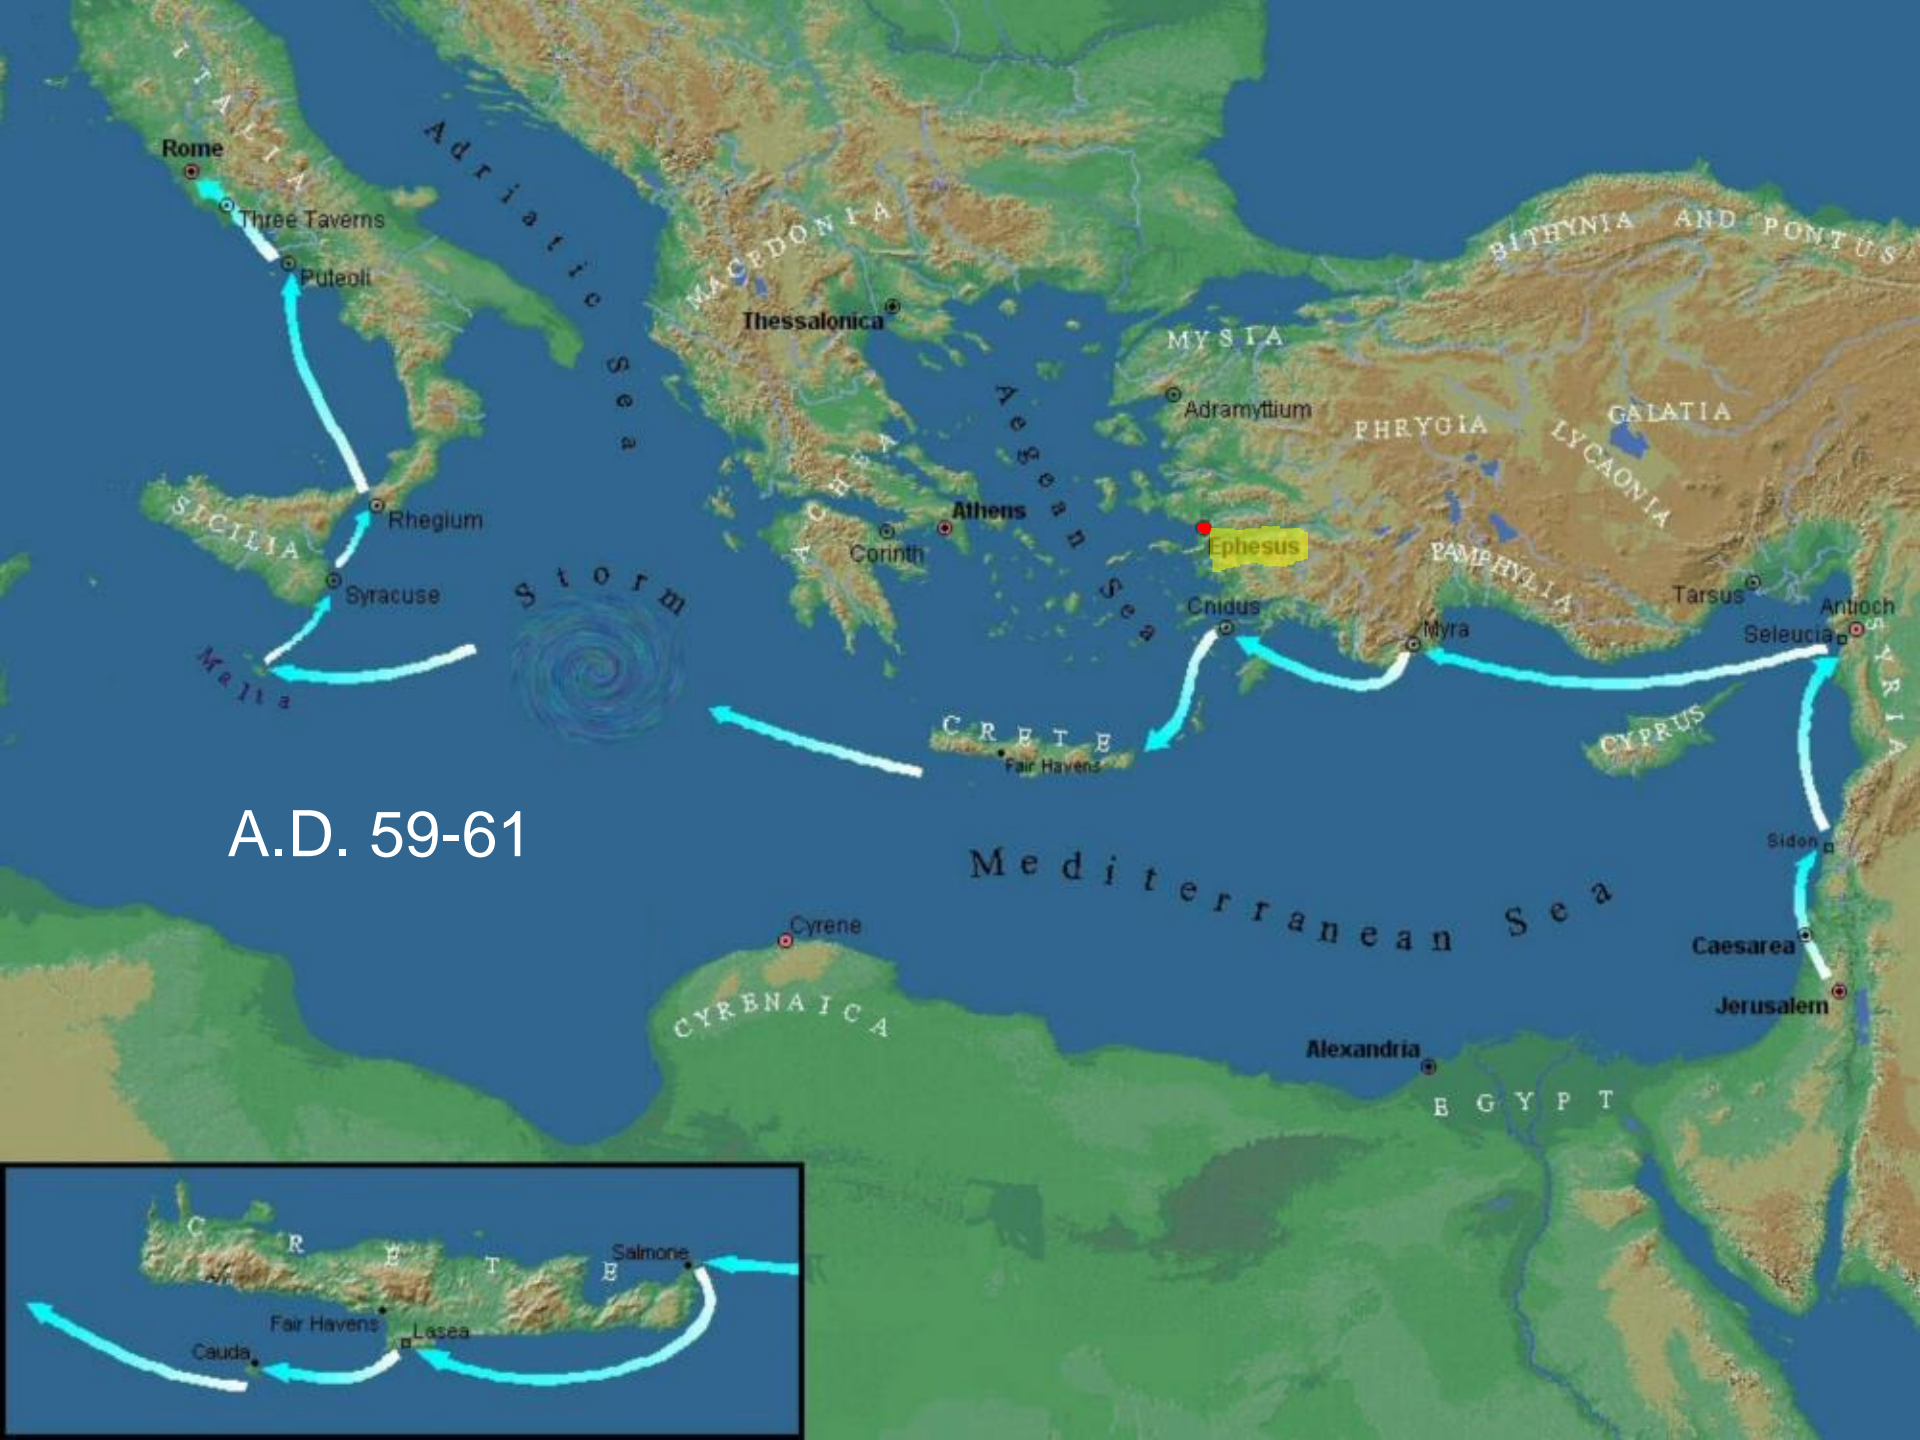 ITALIA
Adriatic Sea
Rome
Three Taverns
Puteoli
MACEDONIA
Thessalonica
BITHYNIA AND PONTUS
MYSIA
Adramyttium
Aegean Sea
PHRYGIA
GALATIA
LYCAONIA
SICILIA
Rhegium
Syracuse
Malta
Storm
ACHAEA
Corinth
Athens
Ephesus
PAMPHYLIA
Cnidus
Myra
Tarsus
Antioch
Seleucia
SYRIA
CRETE
Fair Havens
CYPRUS
A.D. 59-61
Mediterranean Sea
Sidon
Cyrene
CYRENAICA
Caesarea
Jerusalem
Alexandria
EGYPT
CRETE
Salmone
Fair Havens
Lasea
Cauda